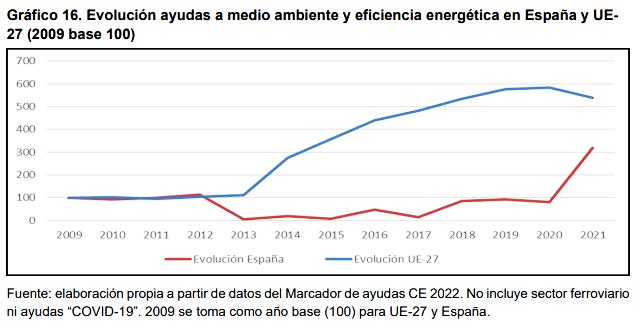 Gráfico 16. Evolución ayudas a medio ambiente y eficiencia energética en España y UE-
27 (2009 base 100)
700
600
500
400
300
200
100
0
2009 2010 2011 2012 2013 2014 2015 2016 2017 2018 2019 2020 2021
Evolución España Evolución UE-27
Fuente: elaboración propia a partir de datos del Marcador de ayudas CE 2022. No incluye sector ferroviario
ni ayudas “COVID-19”. 2009 se toma como año base (100) para UE-27 y España.